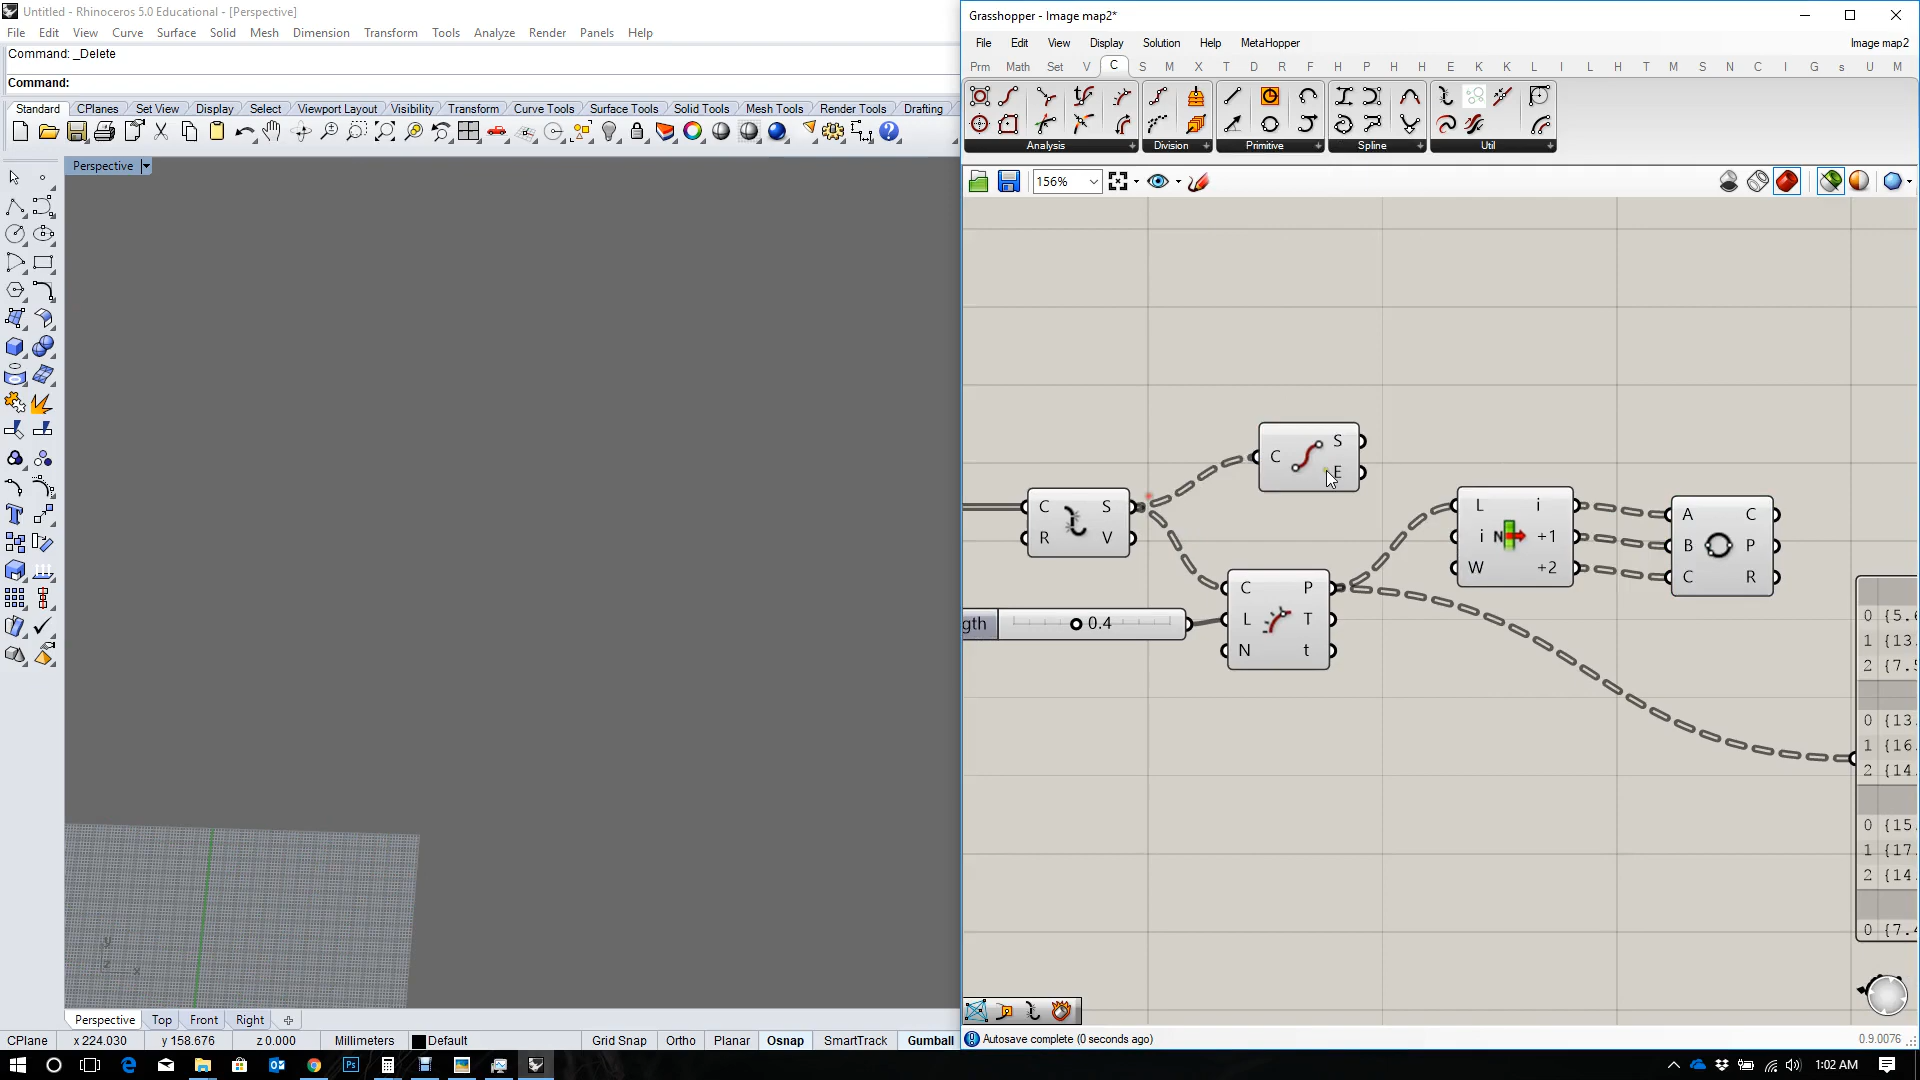 Untitled - Rhinoceros 5.0 Educational - [Perspective]
File Edit View Curve Surface Solid Mesh Dimension Transform Tools Analyze Render Panels Help
Command: _Delete
Command:
Standard CPlanes Set View Display Select Viewport Layout Visibility Transform Curve Tools Surface Tools Solid Tools Mesh Tools Render Tools Drafting
Perspective
y
z x
Perspective Top Front Right
CPlane x 224.030 y 158.676 z 0.000 Millimeters Default Grid Snap Ortho Planar Osnap SmartTrack Gumball
Grasshopper - Image map2*
File Edit View Display Solution Help MetaHopper Image map2
Prm Math Set V C S M X T D R F H P H H E K K L I L H T M S N C I G s U M
Analysis Division Primitive Spline Util
156%
C S
E
C S
R V
L i
i N +1
W +2
A C
B P
C R
gth 0.4
C P
L T
N t
0 {5.6
1 {13.
2 {7.5
0 {13.
1 {16.
2 {14.
0 {15.
1 {17.
2 {14.
0 {7.4
Autosave complete (0 seconds ago) 0.9.0076
1:02 AM